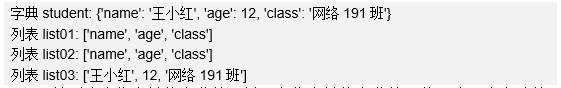 字典 student: {'name': '王小红', 'age': 12, 'class': '网络 191 班'}
列表 list01: ['name', 'age', 'class']
列表 list02: ['name', 'age', 'class']
列表 list03: ['王小红', 12, '网络 191 班']